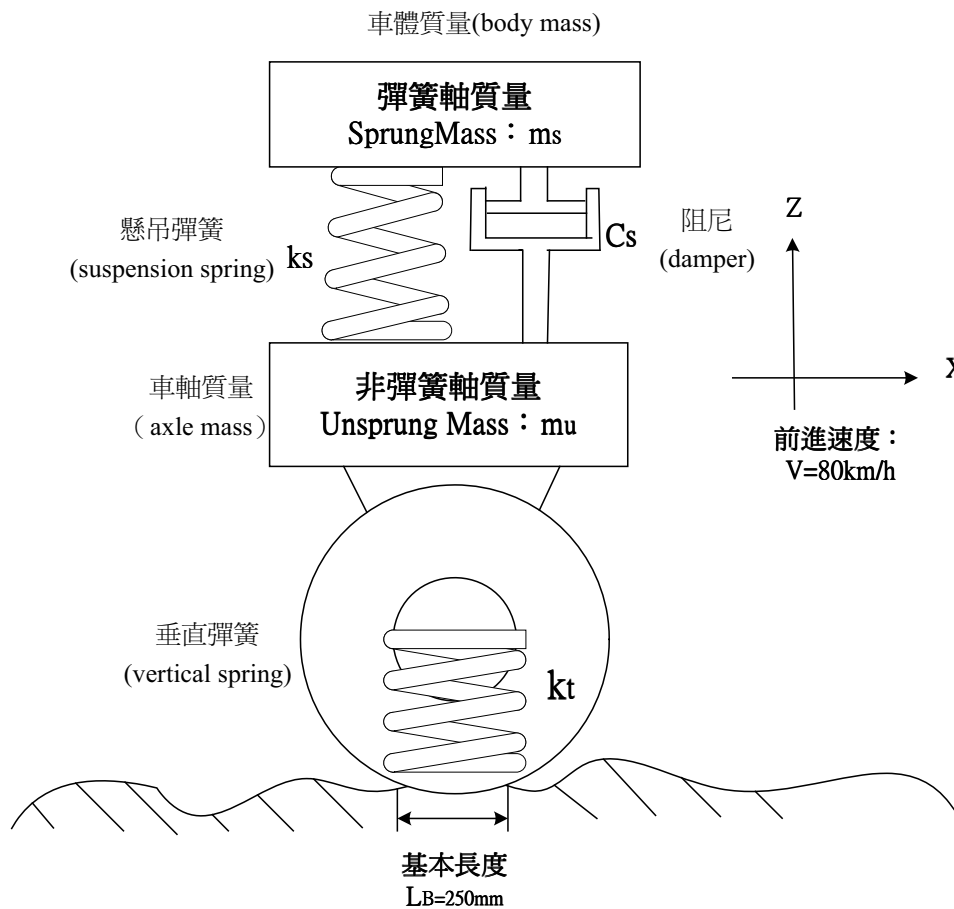 車體質量(body mass)
彈簧軸質量
SprungMass：ms
懸吊彈簧
(suspension spring)
ks
Cs
阻尼
(damper)
Z
X
車軸質量
（axle mass）
非彈簧軸質量
Unsprung Mass：mu
前進速度：
V=80km/h
垂直彈簧
(vertical spring)
kt
基本長度
LB=250mm